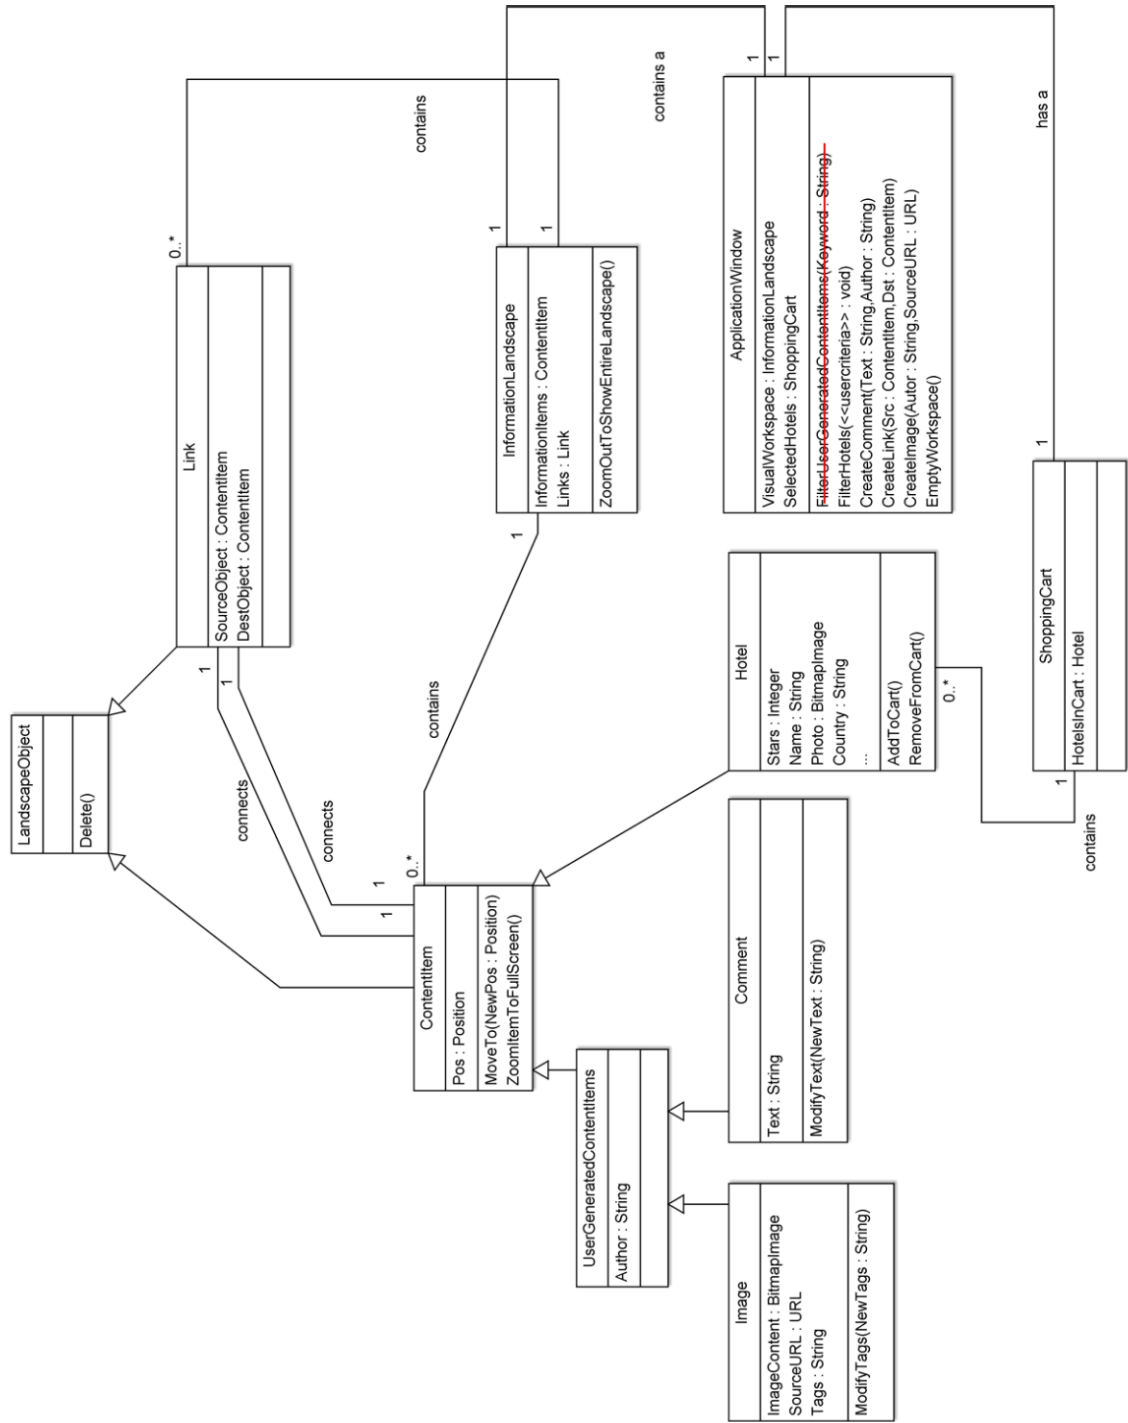 LandscapeObject
Delete()
Link
SourceObject : ContentItem
DestObject : ContentItem
0..*
1
1
connects
connects
1
1
contains
ContentItem
Pos : Position
MoveTo(NewPos : Position)
ZoomItemToFullScreen()
0..*
contains
1
InformationLandscape
InformationItems : ContentItem
Links : Link
ZoomOutToShowEntireLandscape()
1
1
contains a
UserGeneratedContentItems
Author : String
Image
ImageContent : BitmapImage
SourceURL : URL
Tags : String
ModifyTags(NewTags : String)
Comment
Text : String
ModifyText(NewText : String)
Hotel
Stars : Integer
Name : String
Photo : BitmapImage
Country : String
...
AddToCart()
RemoveFromCart()
0..*
ApplicationWindow
VisualWorkspace : InformationLandscape
SelectedHotels : ShoppingCart
FilterUserGeneratedContentItems(Keyword : String)
FilterHotels(<<usercriteria>> : void)
CreateComment(Text : String,Author : String)
CreateLink(Src : ContentItem,Dst : ContentItem)
CreateImage(Autor : String,SourceURL : URL)
EmptyWorkspace()
1
1
has a
contains
1
ShoppingCart
HotelsInCart : Hotel
1